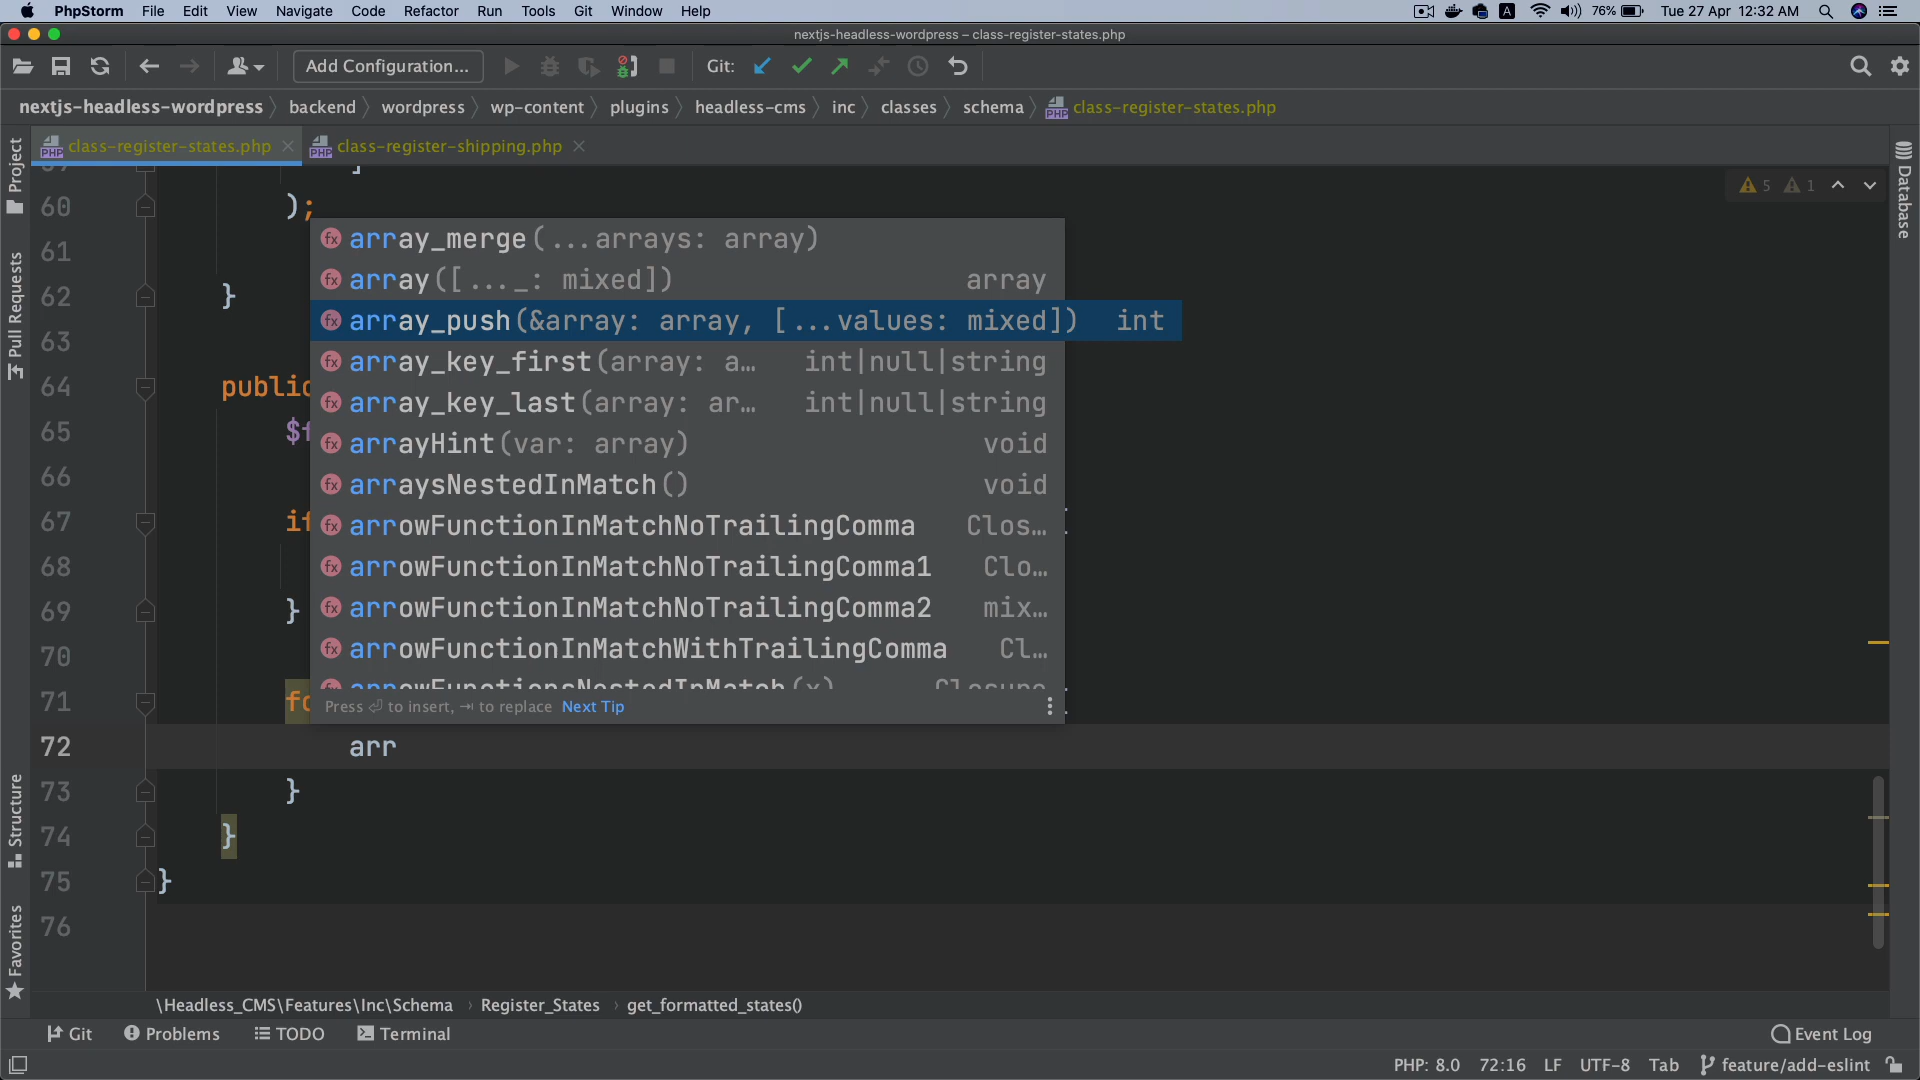 PhpStorm File Edit View Navigate Code Refactor Run Tools Git Window Help A 76% Tue 27 Apr 12:32 AM
nextjs-headless-wordpress – class-register-states.php
Add Configuration... Git:
nextjs-headless-wordpress backend wordpress wp-content plugins headless-cms inc classes schema class-register-states.php
class-register-states.php class-register-shipping.php
Project
Pull Requests
Structure
Favorites
Database
5 1
]
60 );
61
62 }
63
64 public
65 $f
66
67 if
68
69 }
70
71 fo
72 arr
73 }
74 }
75 }
76
array_merge(...arrays: array)
array([..._: mixed]) array
array_push(&array: array, [...values: mixed]) int
array_key_first(array: a… int|null|string
array_key_last(array: ar… int|null|string
arrayHint(var: array) void
arraysNestedInMatch() void
arrowFunctionInMatchNoTrailingComma Clos…
arrowFunctionInMatchNoTrailingComma1 Clo…
arrowFunctionInMatchNoTrailingComma2 mix…
arrowFunctionInMatchWithTrailingComma Cl…
arrowFunctionsNestedInMatch(x) Closure
Press ⏎ to insert, ⇥ to replace Next Tip
\Headless_CMS\Features\Inc\Schema › Register_States › get_formatted_states()
Git Problems TODO Terminal Event Log
PHP: 8.0 72:16 LF UTF-8 Tab feature/add-eslint